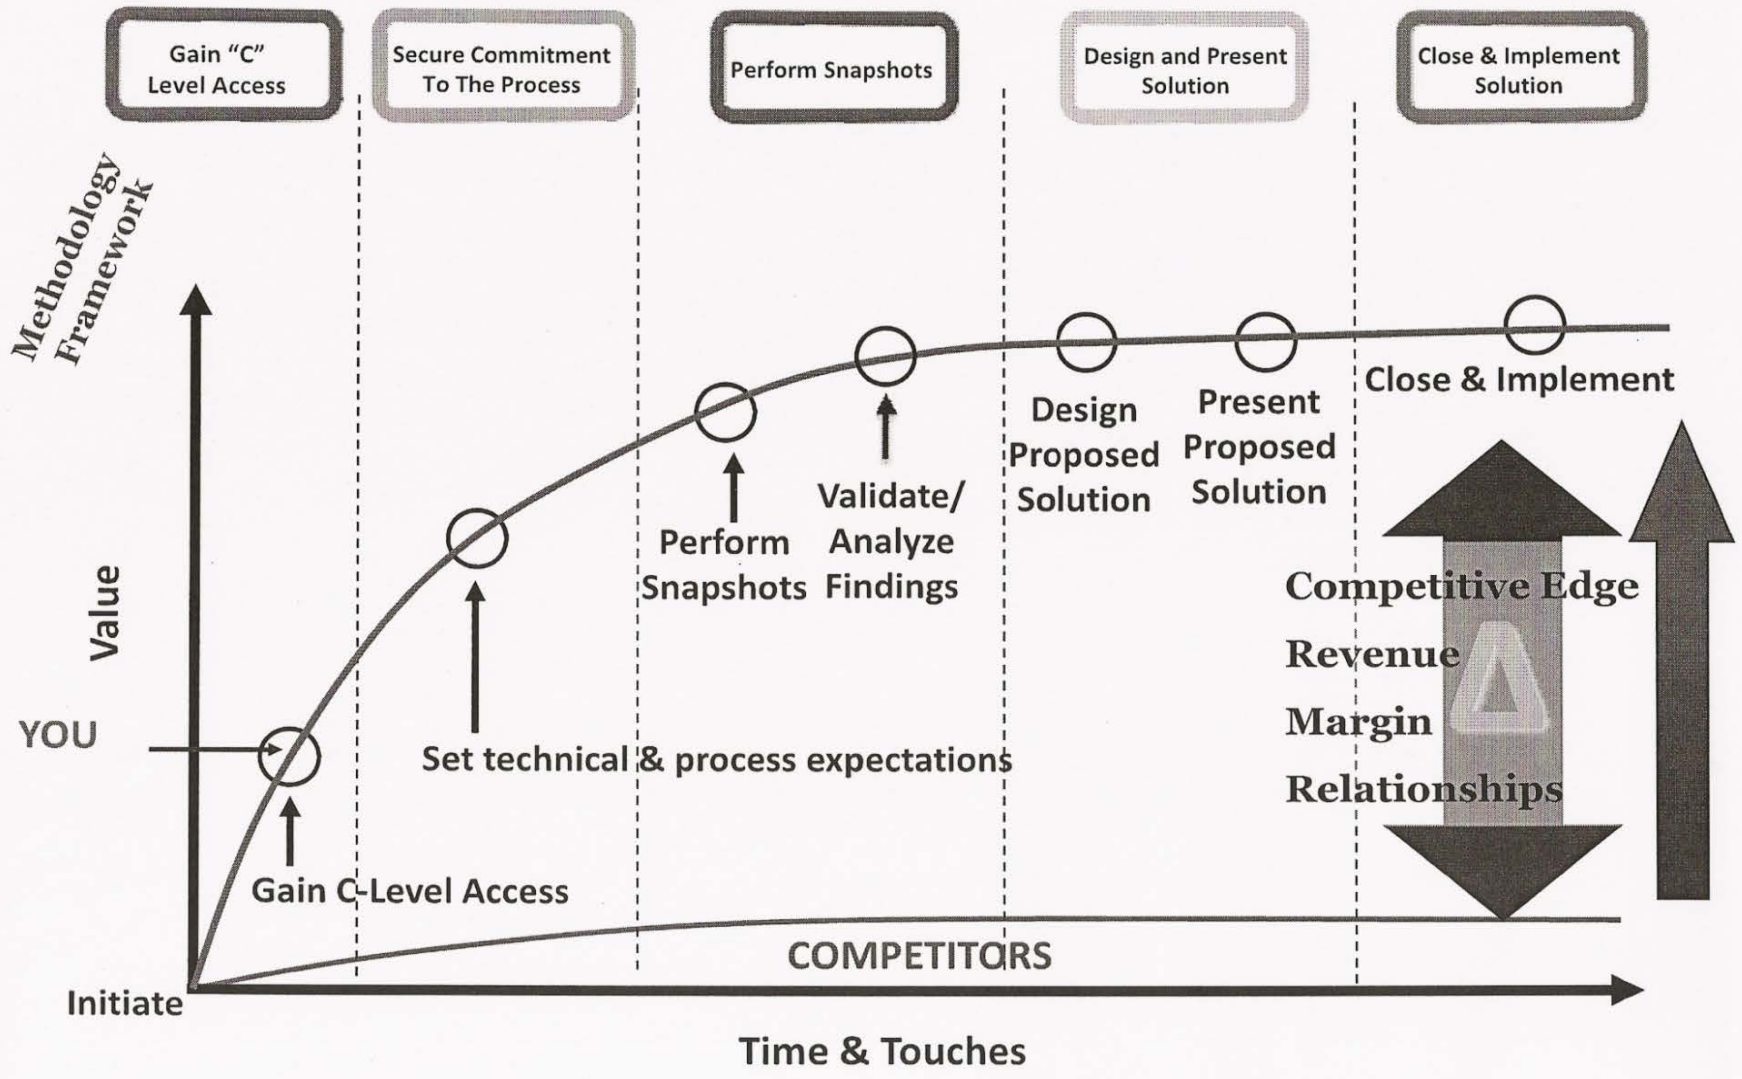 Gain “C”
Level Access
Secure Commitment
To The Process
Perform Snapshots
Design and Present
Solution
Close & Implement
Solution
Methodology
Framework
Value
YOU
Gain C-Level Access
Set technical & process expectations
Perform
Snapshots
Validate/
Analyze
Findings
Design
Proposed
Solution
Present
Proposed
Solution
Close & Implement
Competitive Edge
Revenue
Margin
Relationships
Δ
COMPETITORS
Initiate
Time & Touches